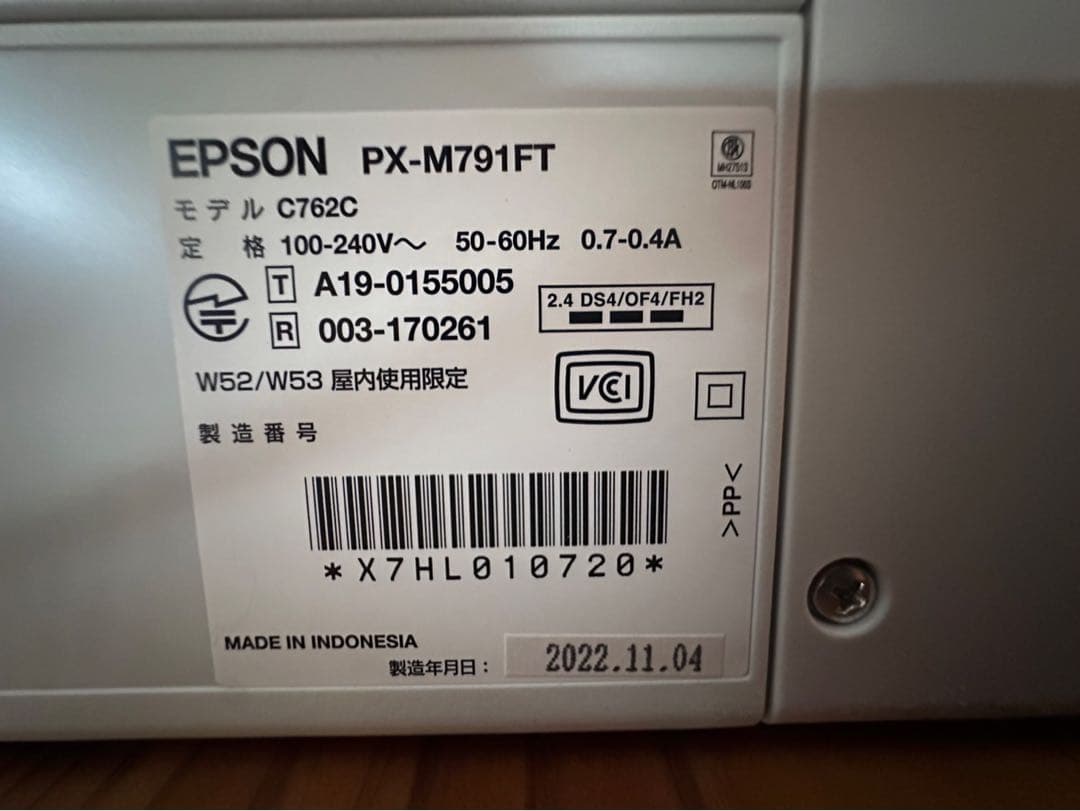 EPSON PX-M791FT
モデル C762C
定 格 100-240V～ 50-60Hz 0.7-0.4A
T A19-0155005
R 003-170261
2.4 DS4/OF4/FH2
W52/W53 屋内使用限定
VCCI
製造番号
*X7HL010720*
>PP<
MADE IN INDONESIA
製造年月日： 2022.11.04